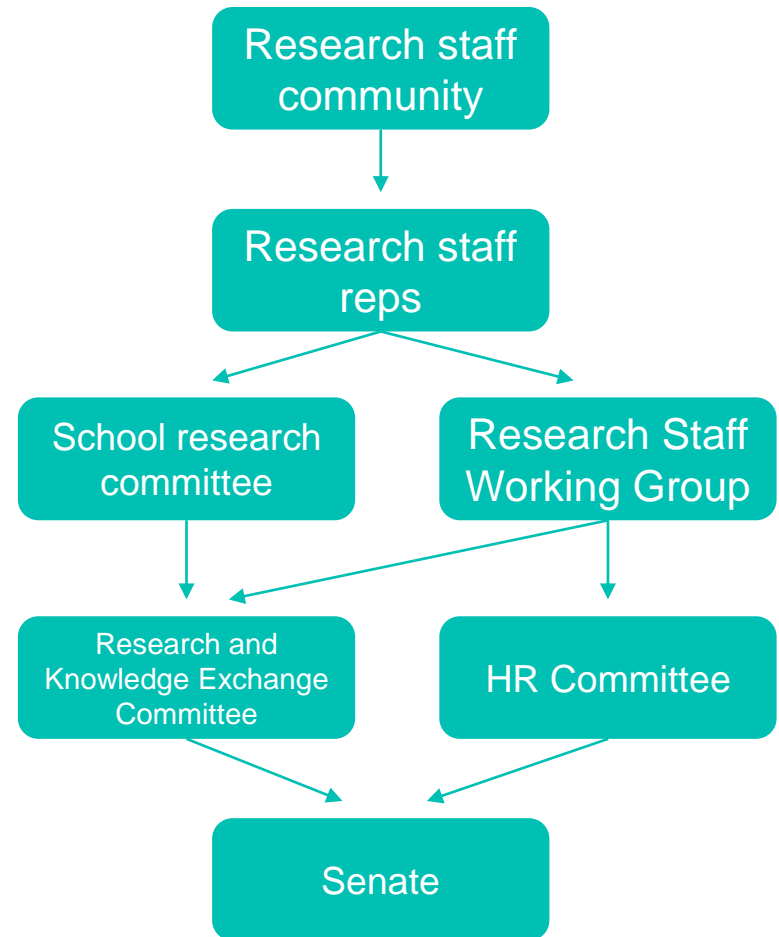 Research staff
community
Research staff
reps
School research
committee
Research Staff
Working Group
Research and
Knowledge Exchange
Committee
HR Committee
Senate